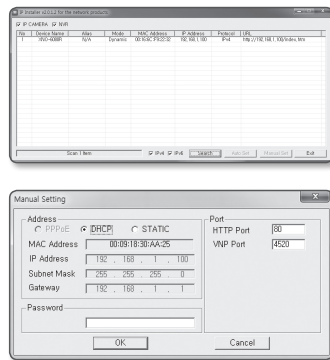 IP Installer v2.0.L2 for the network products
IP CAMERA NVR
No Device Name Alias Mode MAC Address IP Address Protocol URL
1 XNO-6080R N/A Dynamic 00:16:6C:F9:22:32 192.168.1.100 IPv4 http://192.168.1.100/index.htm
Scan 1 Item IPv4 IPv6 Search Auto Set Manual Set Exit
Manual Setting
Address
PPPoE DHCP STATIC
MAC Address 00:09:18:30:AA:25
IP Address 192 . 168 . 1 . 100
Subnet Mask 255 . 255 . 255 . 0
Gateway 192 . 168 . 1 . 1
Password
Port
HTTP Port 80
VNP Port 4520
OK Cancel